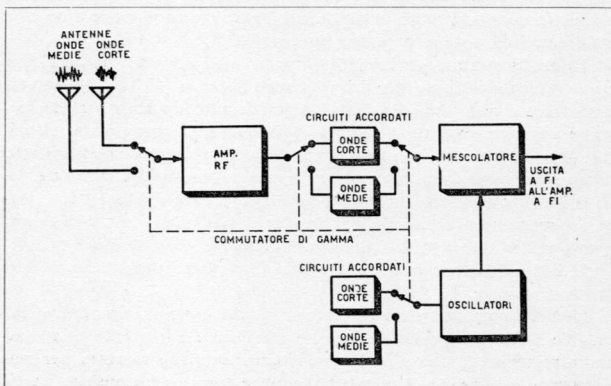 ANTENNE
ONDE ONDE
MEDIE CORTE
AMP.
RF
CIRCUITI ACCORDATI
ONDE
CORTE
ONDE
MEDIE
MESCOLATORE
USCITA
A FI
ALL'AMP.
A FI
COMMUTATORE DI GAMMA
CIRCUITI ACCORDATI
ONDE
CORTE
ONDE
MEDIE
OSCILLATORI